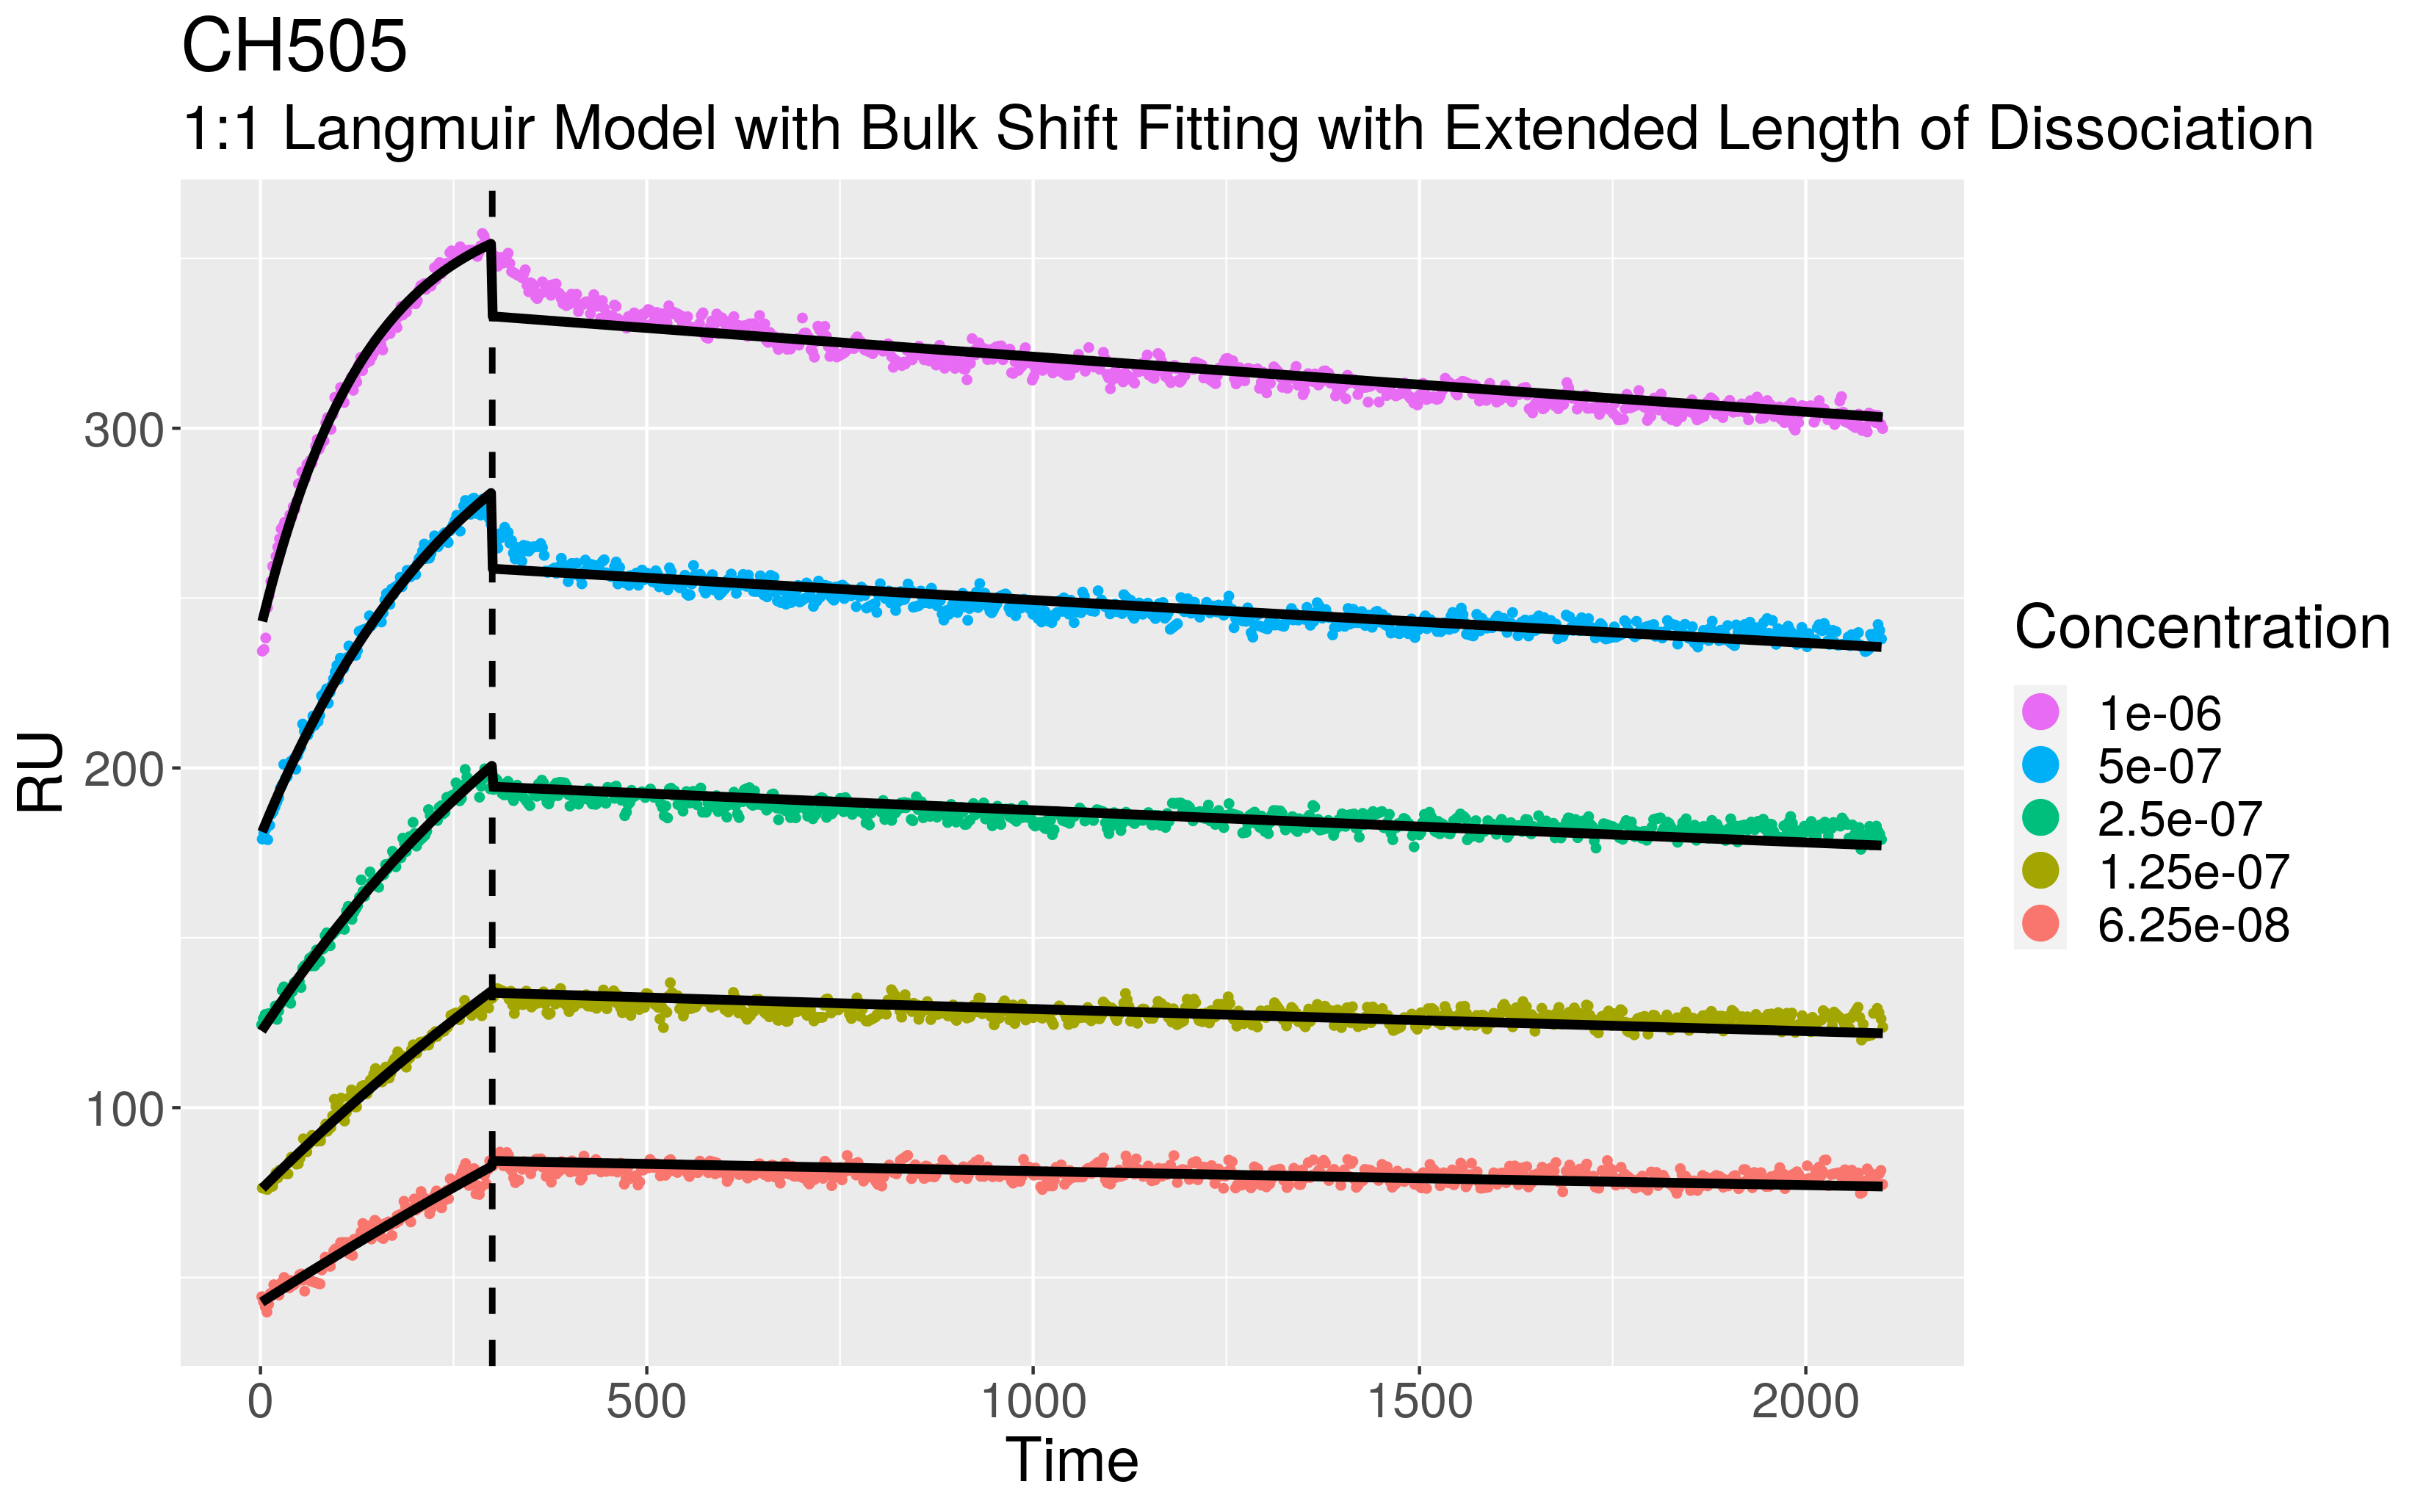 CH505
1:1 Langmuir Model with Bulk Shift Fitting with Extended Length of Dissociation
RU
300
200
100
0 500 1000 1500 2000
Time
Concentration
1e-06
5e-07
2.5e-07
1.25e-07
6.25e-08